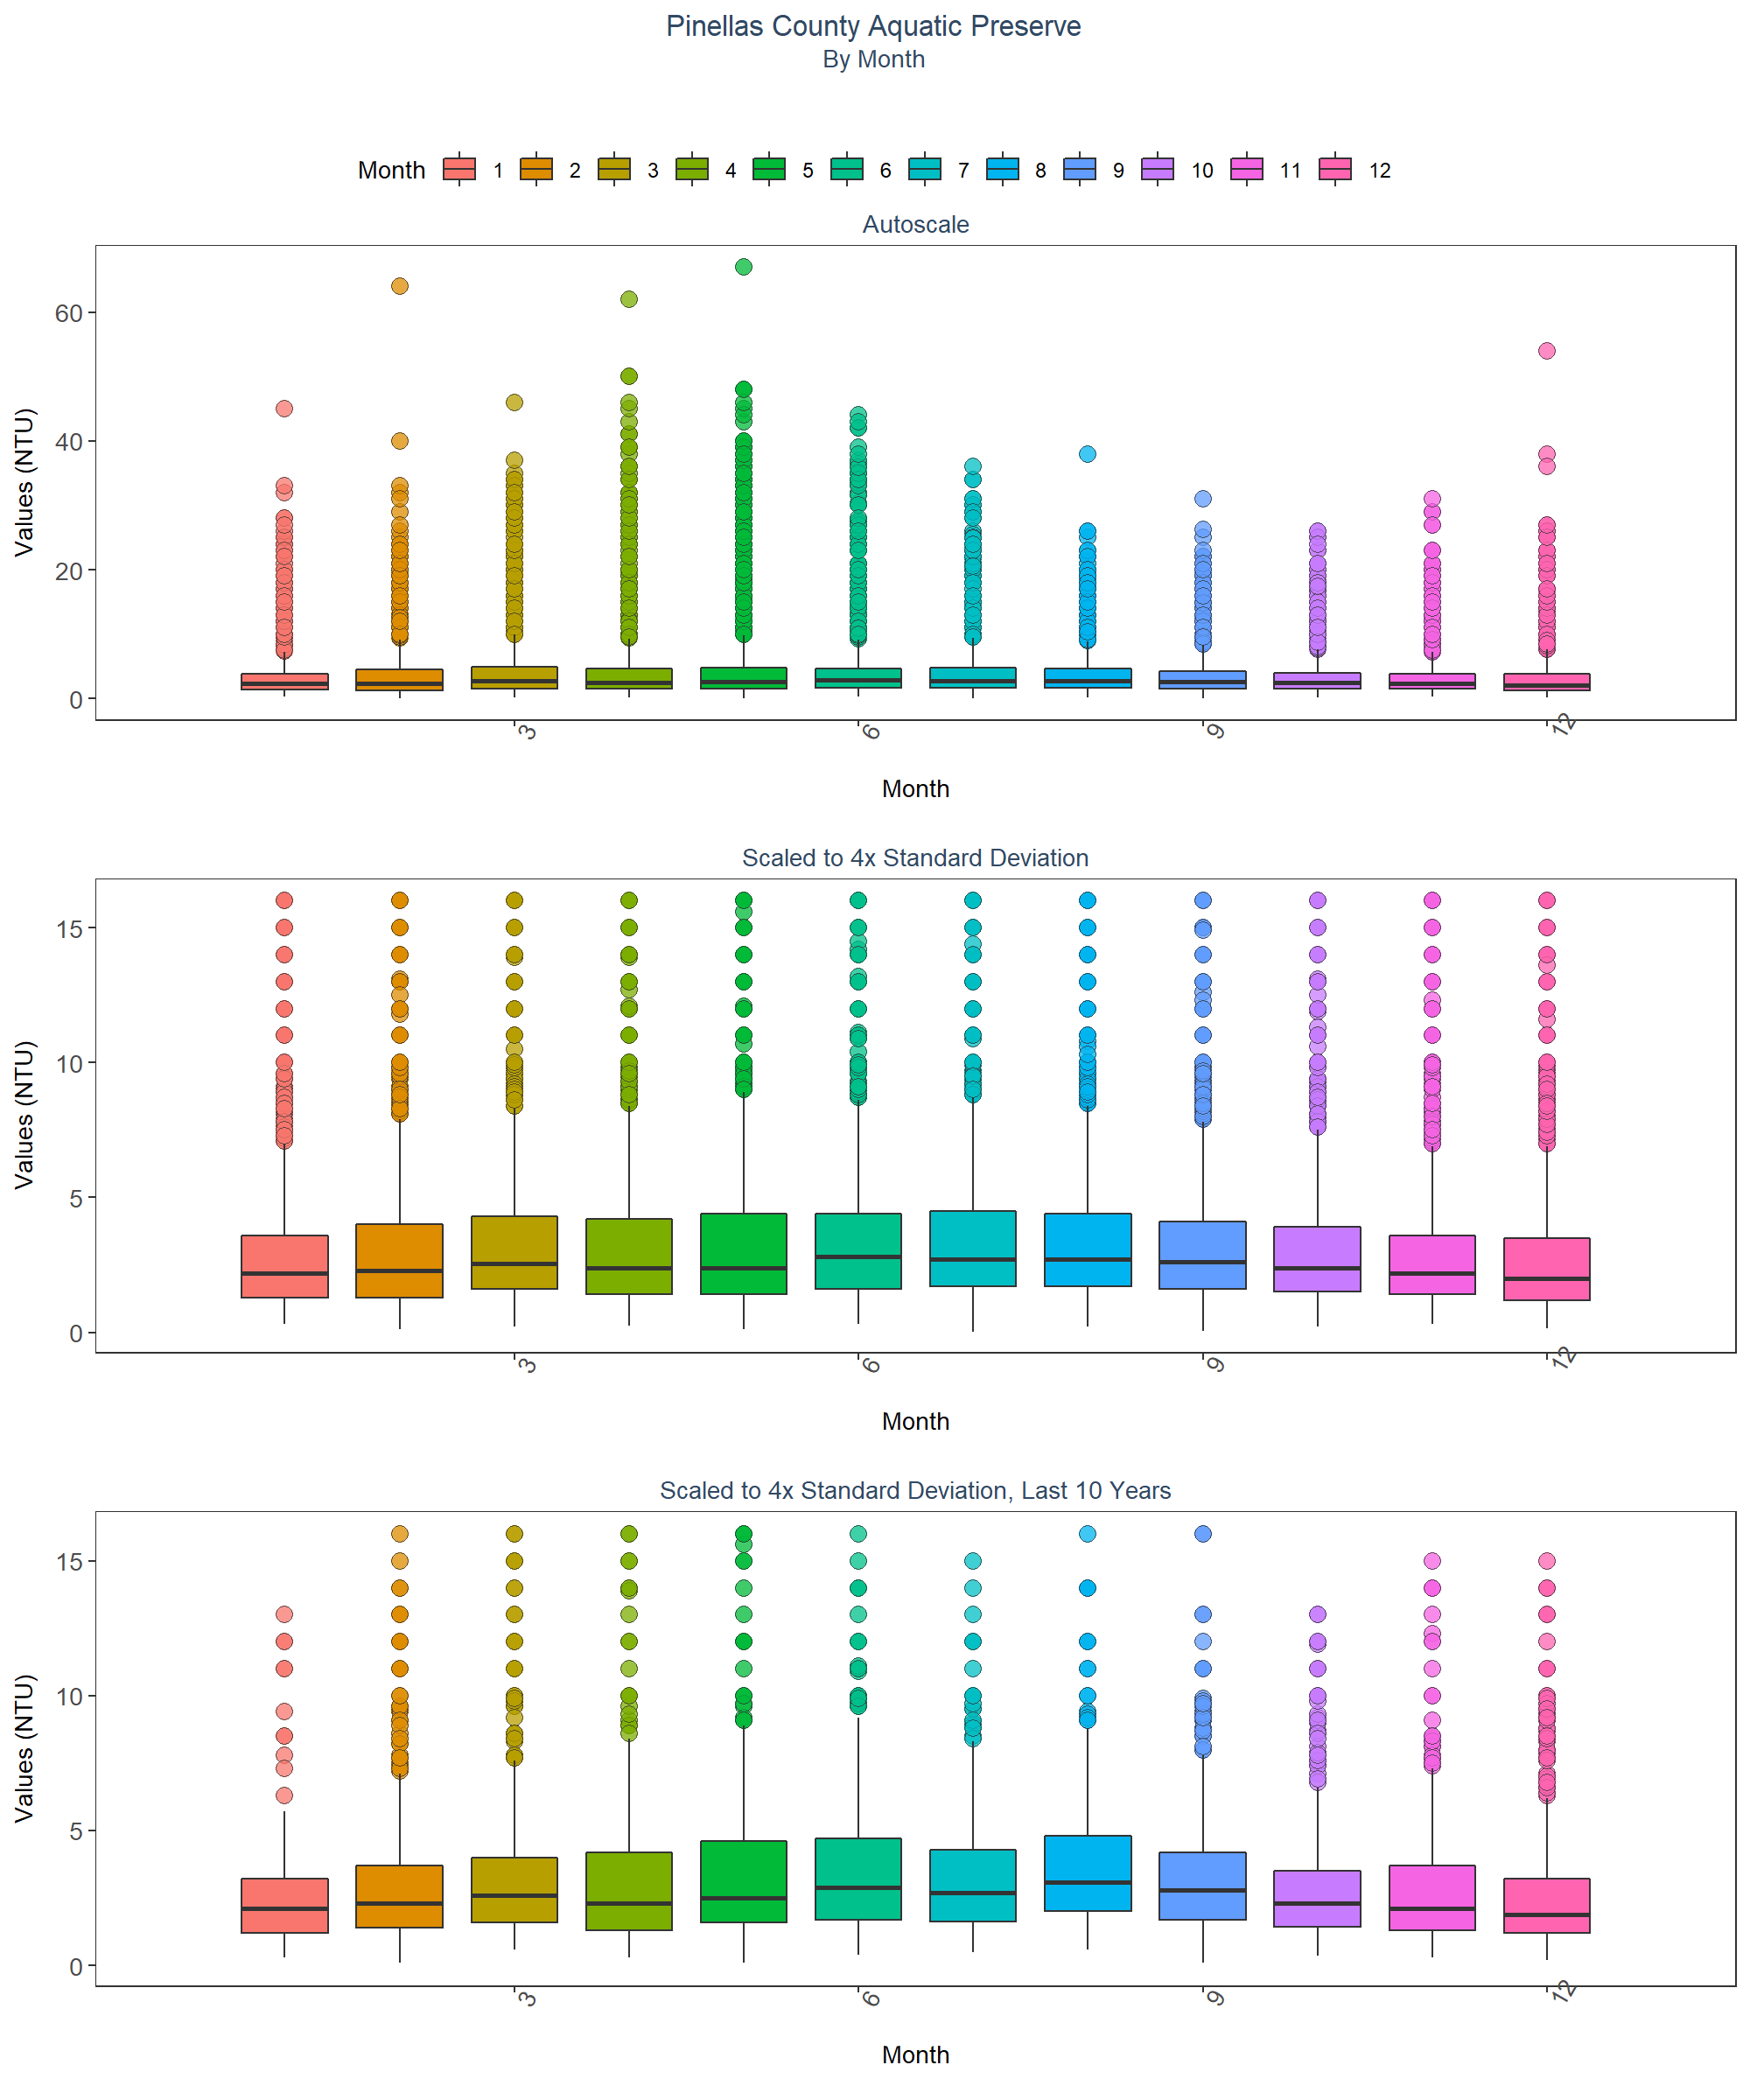 Pinellas County Aquatic Preserve
By Month
Month 1 2 3 4 5 6 7 8 9 10 11 12
Autoscale
Values (NTU)
60
40
20
0
3 6 9 12
Month
Scaled to 4x Standard Deviation
Values (NTU)
15
10
5
0
3 6 9 12
Month
Scaled to 4x Standard Deviation, Last 10 Years
Values (NTU)
15
10
5
0
3 6 9 12
Month